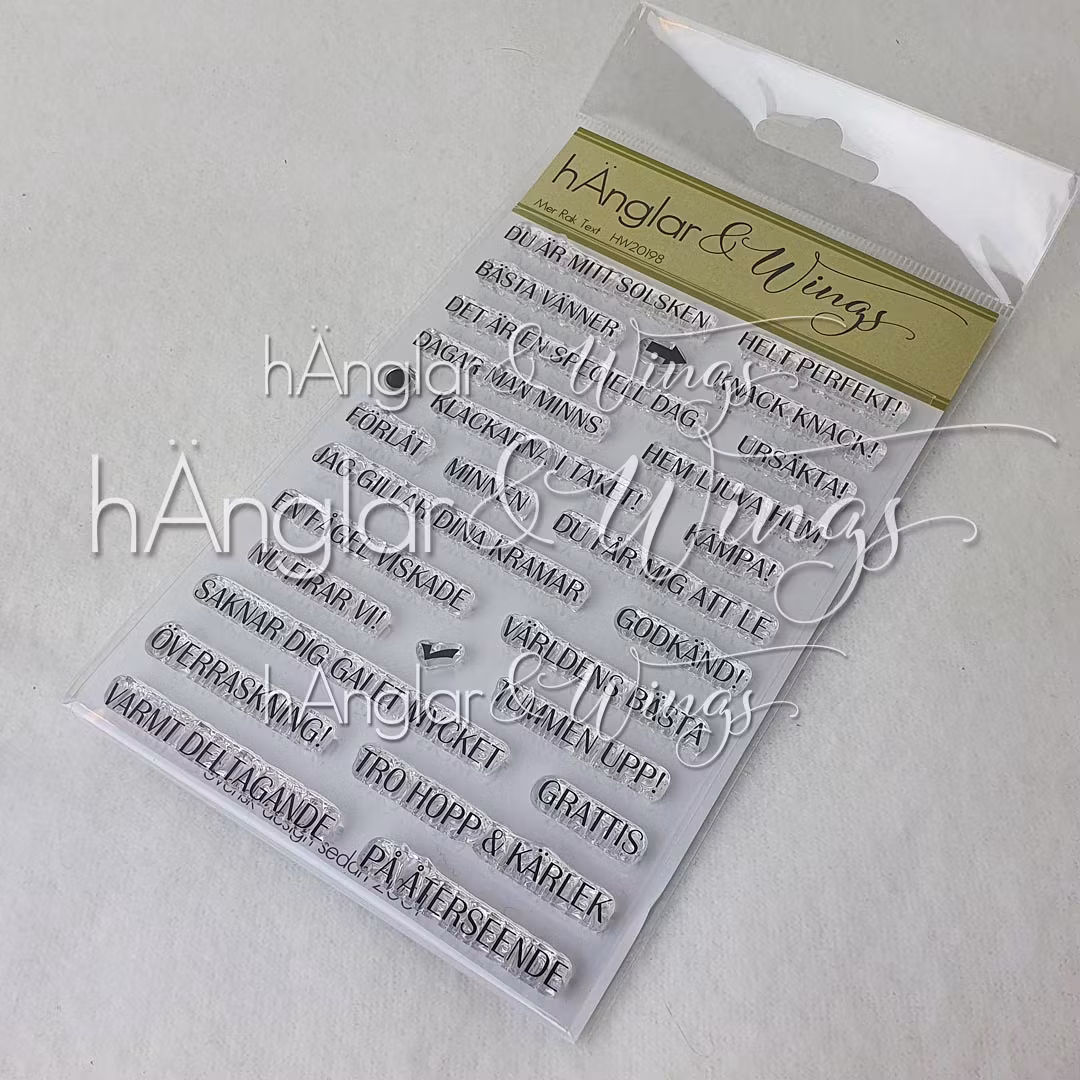 hÄnglar & Wings
Mer Rak Text HW20198
DU ÄR MITT SOLSKEN
HELT PERFEKT!
BÄSTA VÄNNER
KNACK KNACK!
DET ÄR EN SPECIELL DAG
URSÄKTA!
DAGAR MAN MINNS
HEM LJUVA HEM
KLACKARNA I TAKET!
KÄMPA!
FÖRLÅT
MINNEN
DU FÅR MIG ATT LE
JAG GILLAR DINA KRAMAR
GODKÄND!
EN FÅGEL VISKADE
VÄRLDENS BÄSTA
NU FIRAR VI!
TUMMEN UPP!
SAKNAR DIG GALET MYCKET
GRATTIS
ÖVERRASKNING!
TRO HOPP & KÄRLEK
VARMT DELTAGANDE
PÅ ÅTERSEENDE
Svensk design sedan
hÄnglar & Wings
hÄnglar & Wings
hÄnglar & Wings